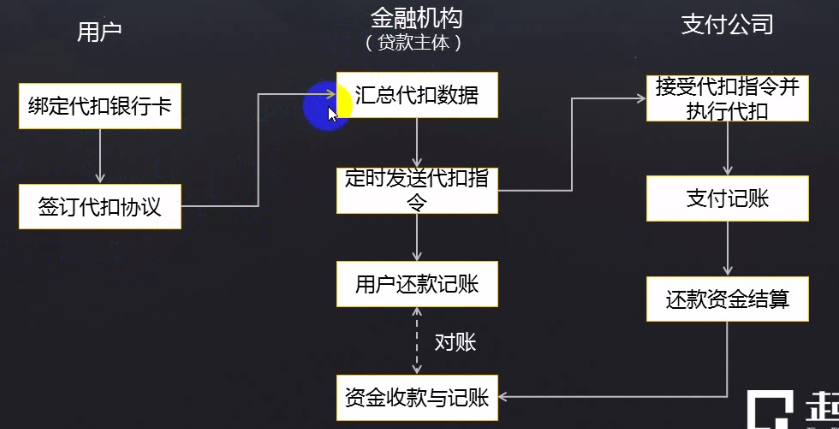 用户
金融机构
（贷款主体）
支付公司
绑定代扣银行卡
签订代扣协议
汇总代扣数据
定时发送代扣指
令
用户还款记账
对账
资金收款与记账
接受代扣指令并
执行代扣
支付记账
还款资金结算
起